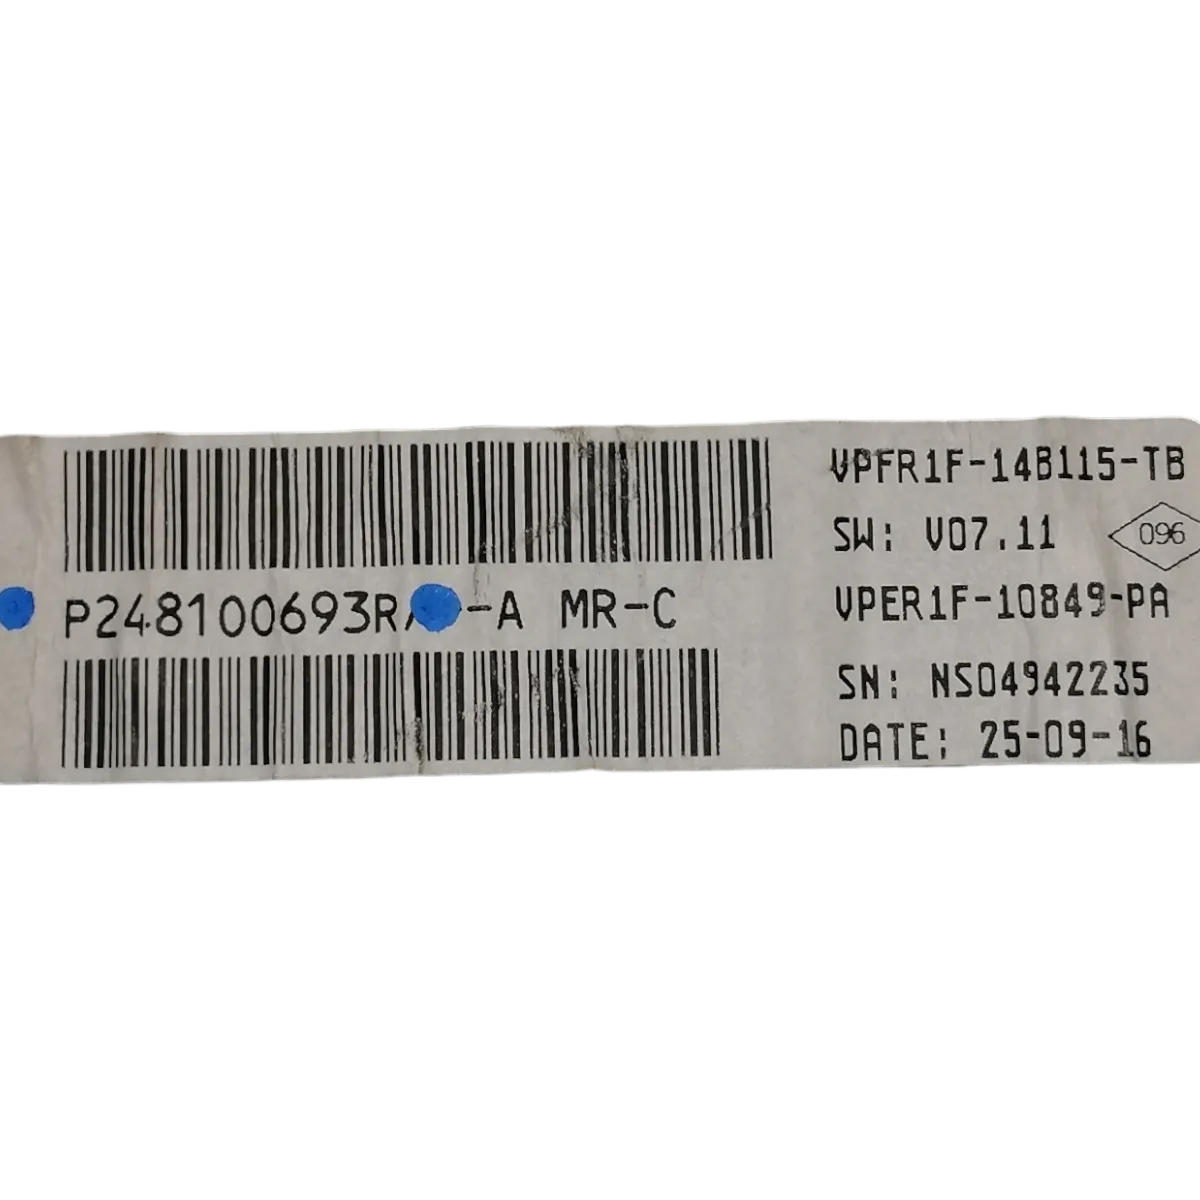 P248100693R -A MR-C
VPFR1F-14B115-TB
SW: V07.11
096
VPER1F-10849-PA
SN: NS04942235
DATE: 25-09-16